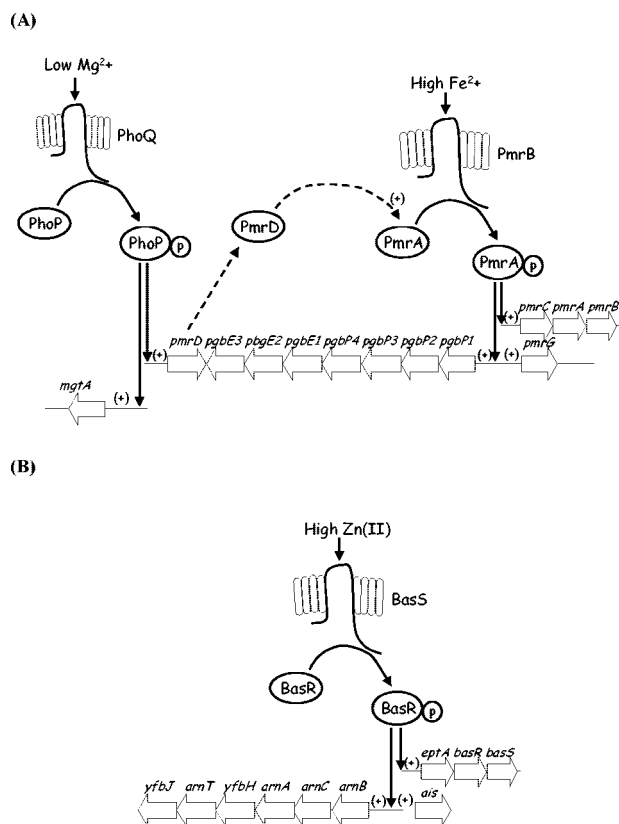 (A)
Low Mg2+
High Fe2+
PhoQ
PmrB
PhoP
PhoP
p
PmrD
(+)
PmrA
PmrA
p
(+)
pmrC pmrA pmrB
(+)
pmrD pgbE3 pbgE2 pgbE1 pgbP4 pgbP3 pgbP2 pgbP1
(+) (+)
pmrG
mgtA
(+)
(B)
High Zn(II)
BasS
BasR
BasR
p
(+)
eptA basR basS
yfbJ arnT yfbH arnA arnC arnB
(+) (+)
ais